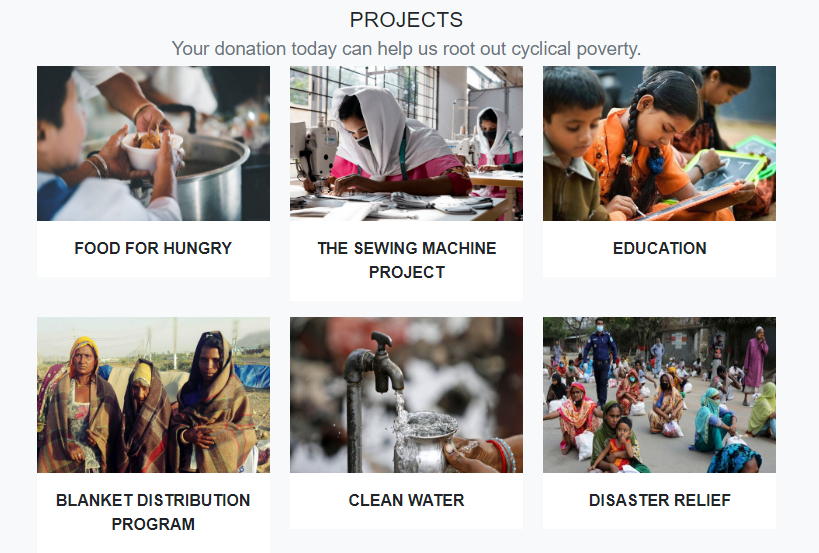 PROJECTS
Your donation today can help us root out cyclical poverty.
FOOD FOR HUNGRY
THE SEWING MACHINE
PROJECT
EDUCATION
BLANKET DISTRIBUTION
PROGRAM
CLEAN WATER
DISASTER RELIEF